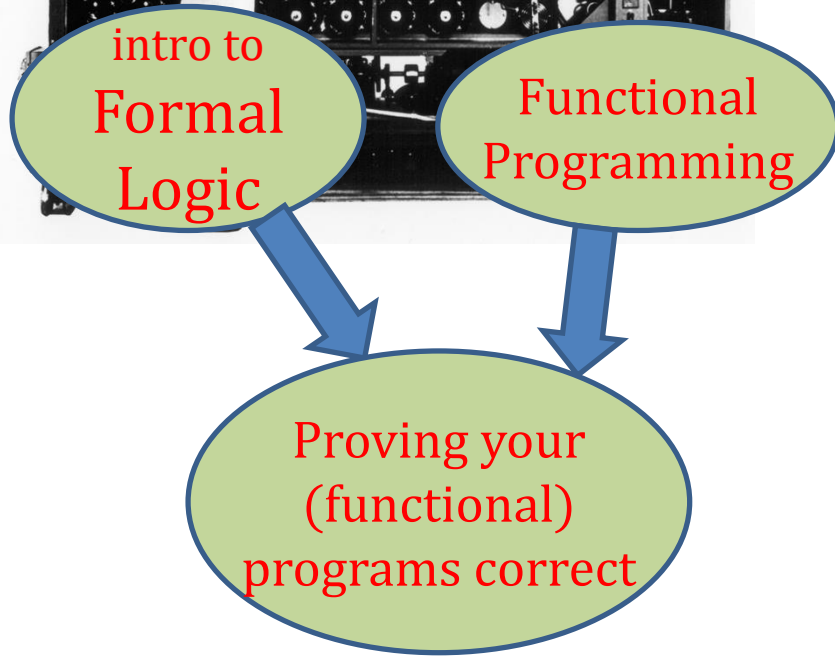 intro to
Formal
Logic
Functional
Programming
Proving your
(functional)
programs correct